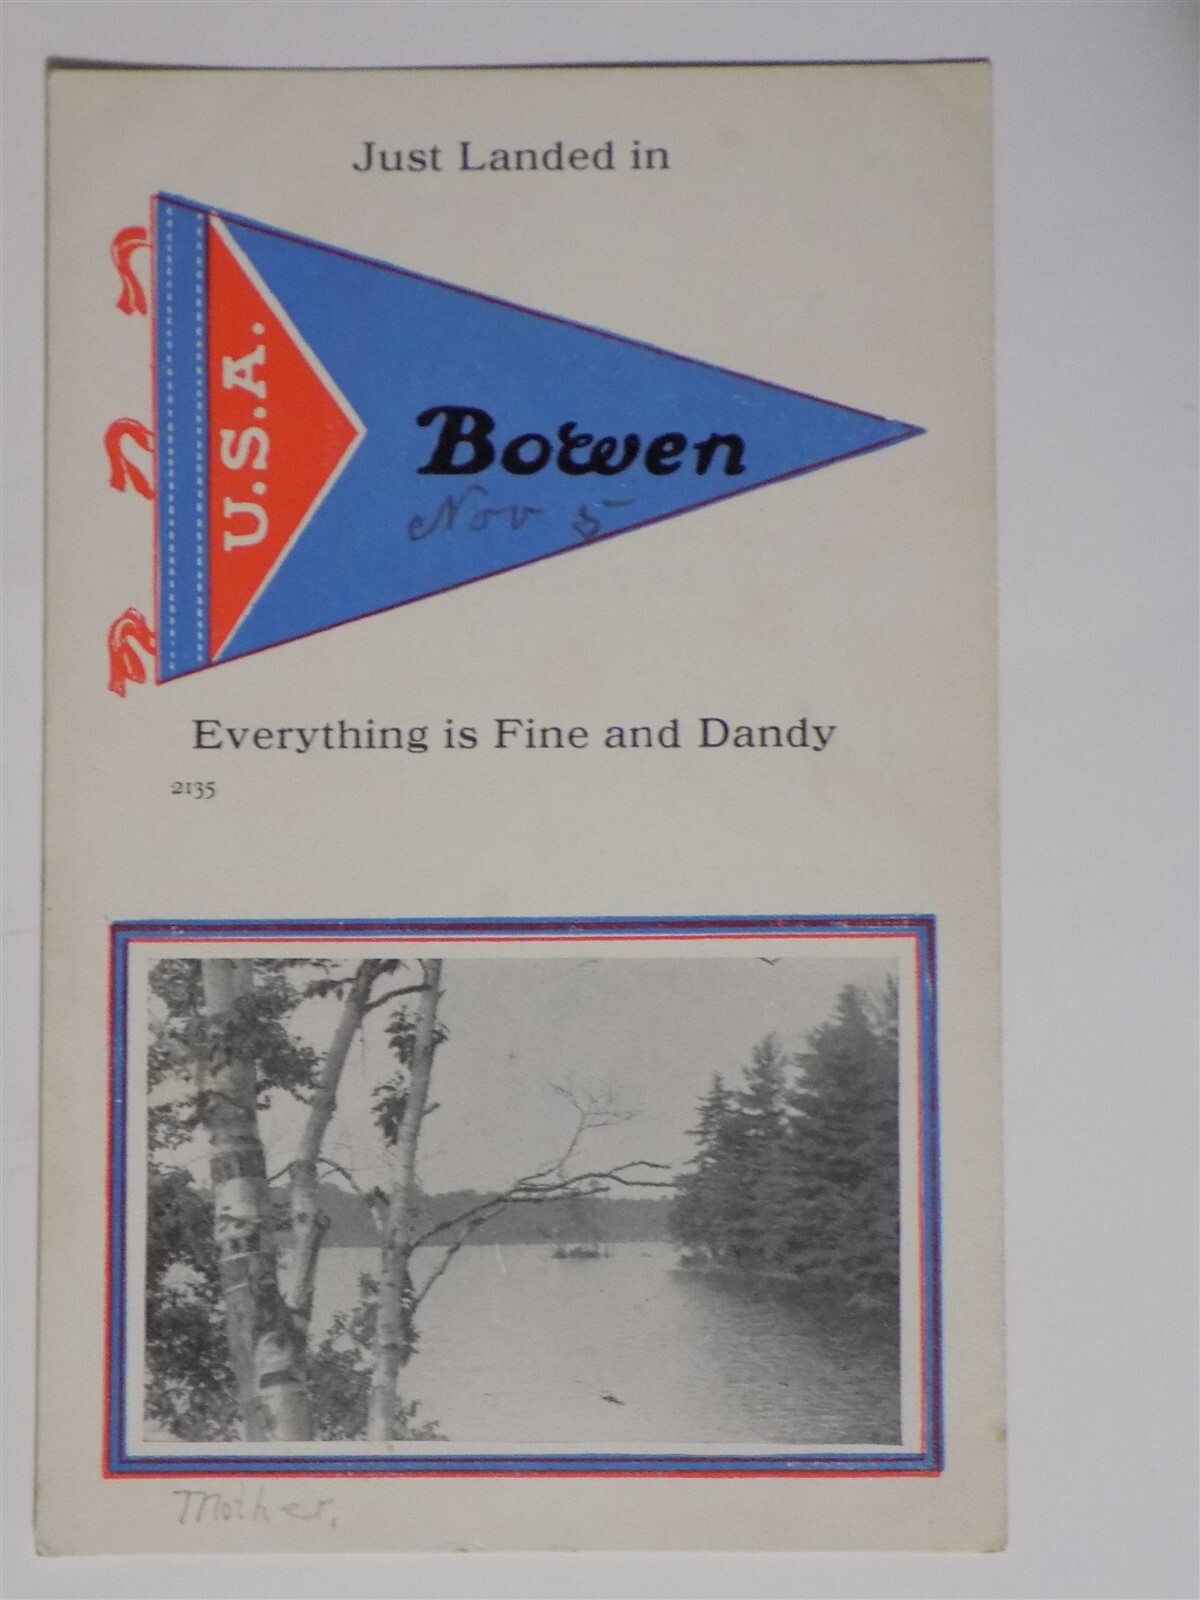 Just Landed in
U.S.A.
Bowen
Nov 5
Everything is Fine and Dandy
2135
Mother.